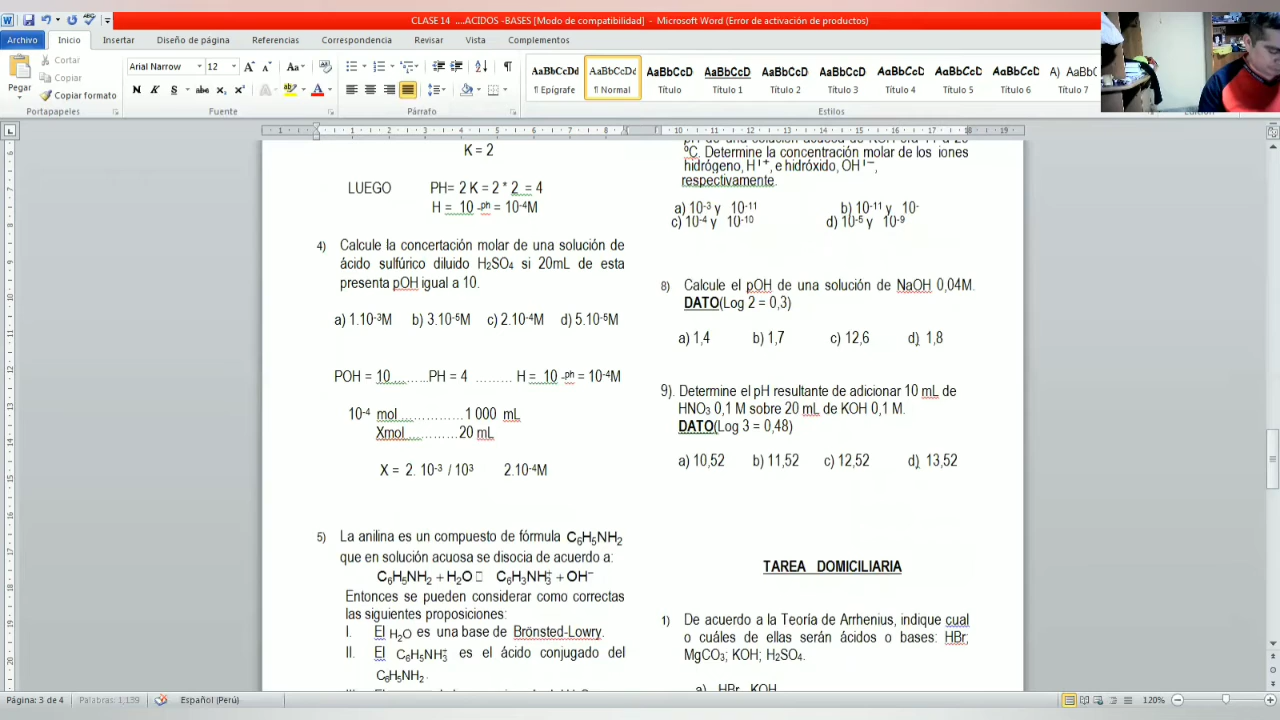 CLASE 14 ....ACIDOS -BASES [Modo de compatibilidad] - Microsoft Word (Error de activación de productos)
Archivo Inicio Insertar Diseño de página Referencias Correspondencia Revisar Vista Complementos
Cortar
Copiar
Copiar formato
Pegar
Portapapeles
Arial Narrow 12
Fuente
Párrafo
AaBbCcDd AaBbCcDd AaBbCcD AaBbCcD AaBbCcD AaBbCcD AaBbCcD AaBbCcD AaBbCcD
¶ Epígrafe ¶ Normal Título Título 1 Título 2 Título 3 Título 4 Título 5 Título 6 Título 7
Estilos
K = 2
LUEGO PH= 2 K = 2 * 2 = 4
H = 10 -ph = 10-4M
4) Calcule la concertación molar de una solución de
ácido sulfúrico diluido H2SO4 si 20mL de esta
presenta pOH igual a 10.
a) 1.10-3M b) 3.10-5M c) 2.10-4M d) 5.10-5M
POH = 10 ........PH = 4 ......... H = 10 -ph = 10-4M
10-4 mol ................1 000 mL
Xmol.............20 mL
X = 2. 10-3 / 103 2.10-4M
5) La anilina es un compuesto de fórmula C6H5NH2
que en solución acuosa se disocia de acuerdo a:
C6H5NH2 + H2O C6H3NH3+ + OH−
Entonces se pueden considerar como correctas
las siguientes proposiciones:
I. El H2O es una base de Brönsted-Lowry.
II. El C6H5NH3+ es el ácido conjugado del
C6H5NH2.
ºC. Determine la concentración molar de los iones
hidrógeno, H1+, e hidróxido, OH1−,
respectivamente.
a) 10-3 y 10-11 b) 10-11 y 10-
c) 10-4 y 10-10 d) 10-5 y 10-9
8) Calcule el pOH de una solución de NaOH 0,04M.
DATO(Log 2 = 0,3)
a) 1,4 b) 1,7 c) 12,6 d) 1,8
9). Determine el pH resultante de adicionar 10 mL de
HNO3 0,1 M sobre 20 mL de KOH 0,1 M.
DATO(Log 3 = 0,48)
a) 10,52 b) 11,52 c) 12,52 d) 13,52
TAREA DOMICILIARIA
1) De acuerdo a la Teoría de Arrhenius, indique cual
o cuáles de ellas serán ácidos o bases: HBr;
MgCO3; KOH; H2SO4.
a) HBr KOH
Página: 3 de 4 Palabras: 1,139 Español (Perú) 120%